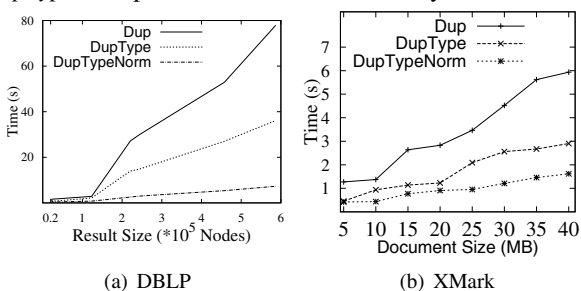 80
60
40
20
0.2
1
2
3
4
5
6
Time (s)
Result Size (*10^5 Nodes)
Dup
DupType
DupTypeNorm
(a) DBLP
7
6
5
4
3
2
1
5
10
15
20
25
30
35
40
Time (s)
Document Size (MB)
Dup
DupType
DupTypeNorm
(b) XMark